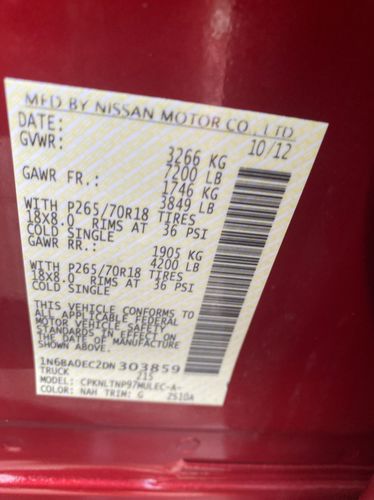 MFD BY NISSAN MOTOR CO., LTD.
DATE: 10/12
GVWR: 3266 KG
7200 LB
GAWR FR.: 1746 KG
3849 LB
WITH P265/70R18 TIRES
18X8.0 RIMS AT 36 PSI
COLD SINGLE
GAWR RR.: 1905 KG
4200 LB
WITH P265/70R18 TIRES
18X8.0 RIMS AT 36 PSI
COLD SINGLE
THIS VEHICLE CONFORMS TO
ALL APPLICABLE FEDERAL
MOTOR VEHICLE SAFETY
STANDARDS IN EFFECT ON
THE DATE OF MANUFACTURE
SHOWN ABOVE.
1N6BA0EC2DN303859
TRUCK 215
MODEL: CPKNLTNP97MULEC-A-
COLOR: NAH TRIM: G 2S10A